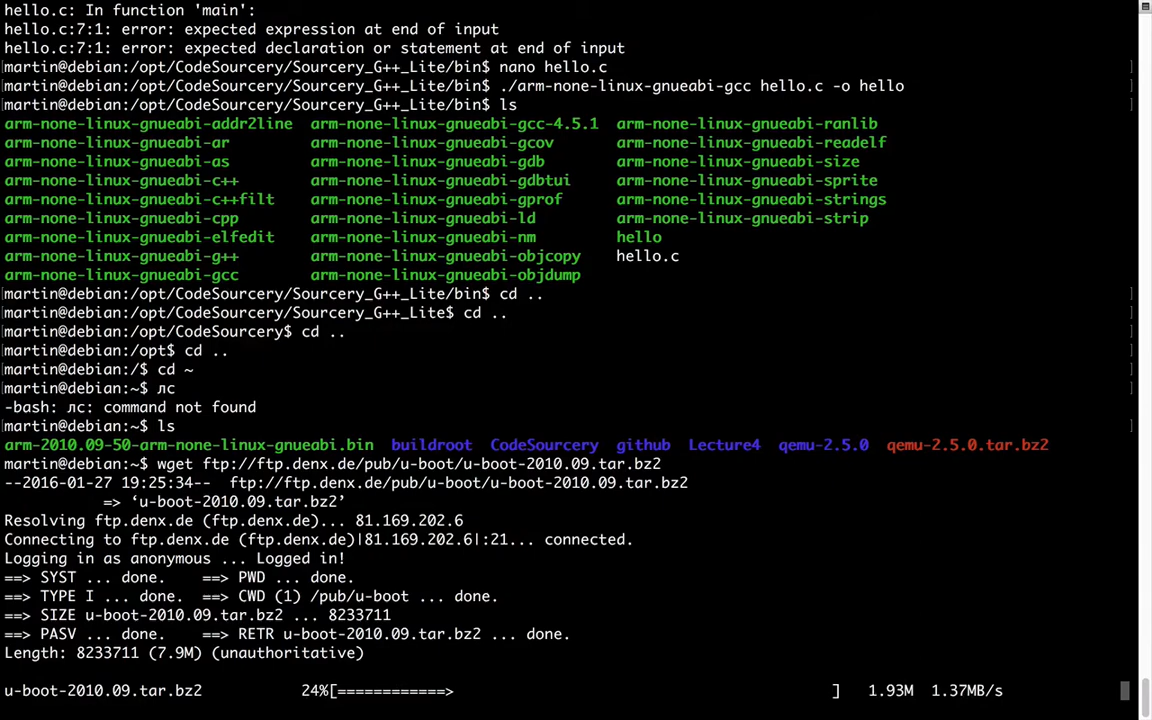 hello.c: In function 'main':
hello.c:7:1: error: expected expression at end of input
hello.c:7:1: error: expected declaration or statement at end of input
martin@debian:/opt/CodeSourcery/Sourcery_G++_Lite/bin$ nano hello.c
martin@debian:/opt/CodeSourcery/Sourcery_G++_Lite/bin$ ./arm-none-linux-gnueabi-gcc hello.c -o hello
martin@debian:/opt/CodeSourcery/Sourcery_G++_Lite/bin$ ls
arm-none-linux-gnueabi-addr2line  arm-none-linux-gnueabi-gcc-4.5.1  arm-none-linux-gnueabi-ranlib
arm-none-linux-gnueabi-ar         arm-none-linux-gnueabi-gcov       arm-none-linux-gnueabi-readelf
arm-none-linux-gnueabi-as         arm-none-linux-gnueabi-gdb        arm-none-linux-gnueabi-size
arm-none-linux-gnueabi-c++        arm-none-linux-gnueabi-gdbtui     arm-none-linux-gnueabi-sprite
arm-none-linux-gnueabi-c++filt    arm-none-linux-gnueabi-gprof      arm-none-linux-gnueabi-strings
arm-none-linux-gnueabi-cpp        arm-none-linux-gnueabi-ld         arm-none-linux-gnueabi-strip
arm-none-linux-gnueabi-elfedit    arm-none-linux-gnueabi-nm         hello
arm-none-linux-gnueabi-g++        arm-none-linux-gnueabi-objcopy    hello.c
arm-none-linux-gnueabi-gcc        arm-none-linux-gnueabi-objdump
martin@debian:/opt/CodeSourcery/Sourcery_G++_Lite/bin$ cd ..
martin@debian:/opt/CodeSourcery/Sourcery_G++_Lite$ cd ..
martin@debian:/opt/CodeSourcery$ cd ..
martin@debian:/opt$ cd ..
martin@debian:/$ cd ~
martin@debian:~$ лс
-bash: лс: command not found
martin@debian:~$ ls
arm-2010.09-50-arm-none-linux-gnueabi.bin  buildroot  CodeSourcery  github  Lecture4  qemu-2.5.0  qemu-2.5.0.tar.bz2
martin@debian:~$ wget ftp://ftp.denx.de/pub/u-boot/u-boot-2010.09.tar.bz2
--2016-01-27 19:25:34--  ftp://ftp.denx.de/pub/u-boot/u-boot-2010.09.tar.bz2
           => ‘u-boot-2010.09.tar.bz2’
Resolving ftp.denx.de (ftp.denx.de)... 81.169.202.6
Connecting to ftp.denx.de (ftp.denx.de)|81.169.202.6|:21... connected.
Logging in as anonymous ... Logged in!
==> SYST ... done.    ==> PWD ... done.
==> TYPE I ... done.  ==> CWD (1) /pub/u-boot ... done.
==> SIZE u-boot-2010.09.tar.bz2 ... 8233711
==> PASV ... done.    ==> RETR u-boot-2010.09.tar.bz2 ... done.
Length: 8233711 (7.9M) (unauthoritative)
u-boot-2010.09.tar.bz2           24%[============>                                          ]   1.93M  1.37MB/s